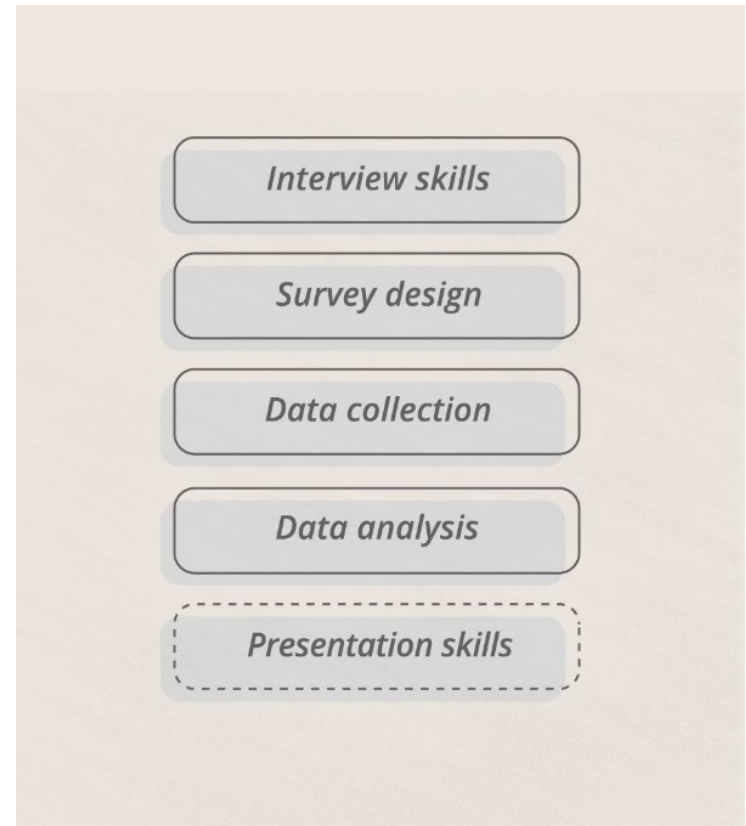 Interview skills
Survey design
Data collection
Data analysis
Presentation skills